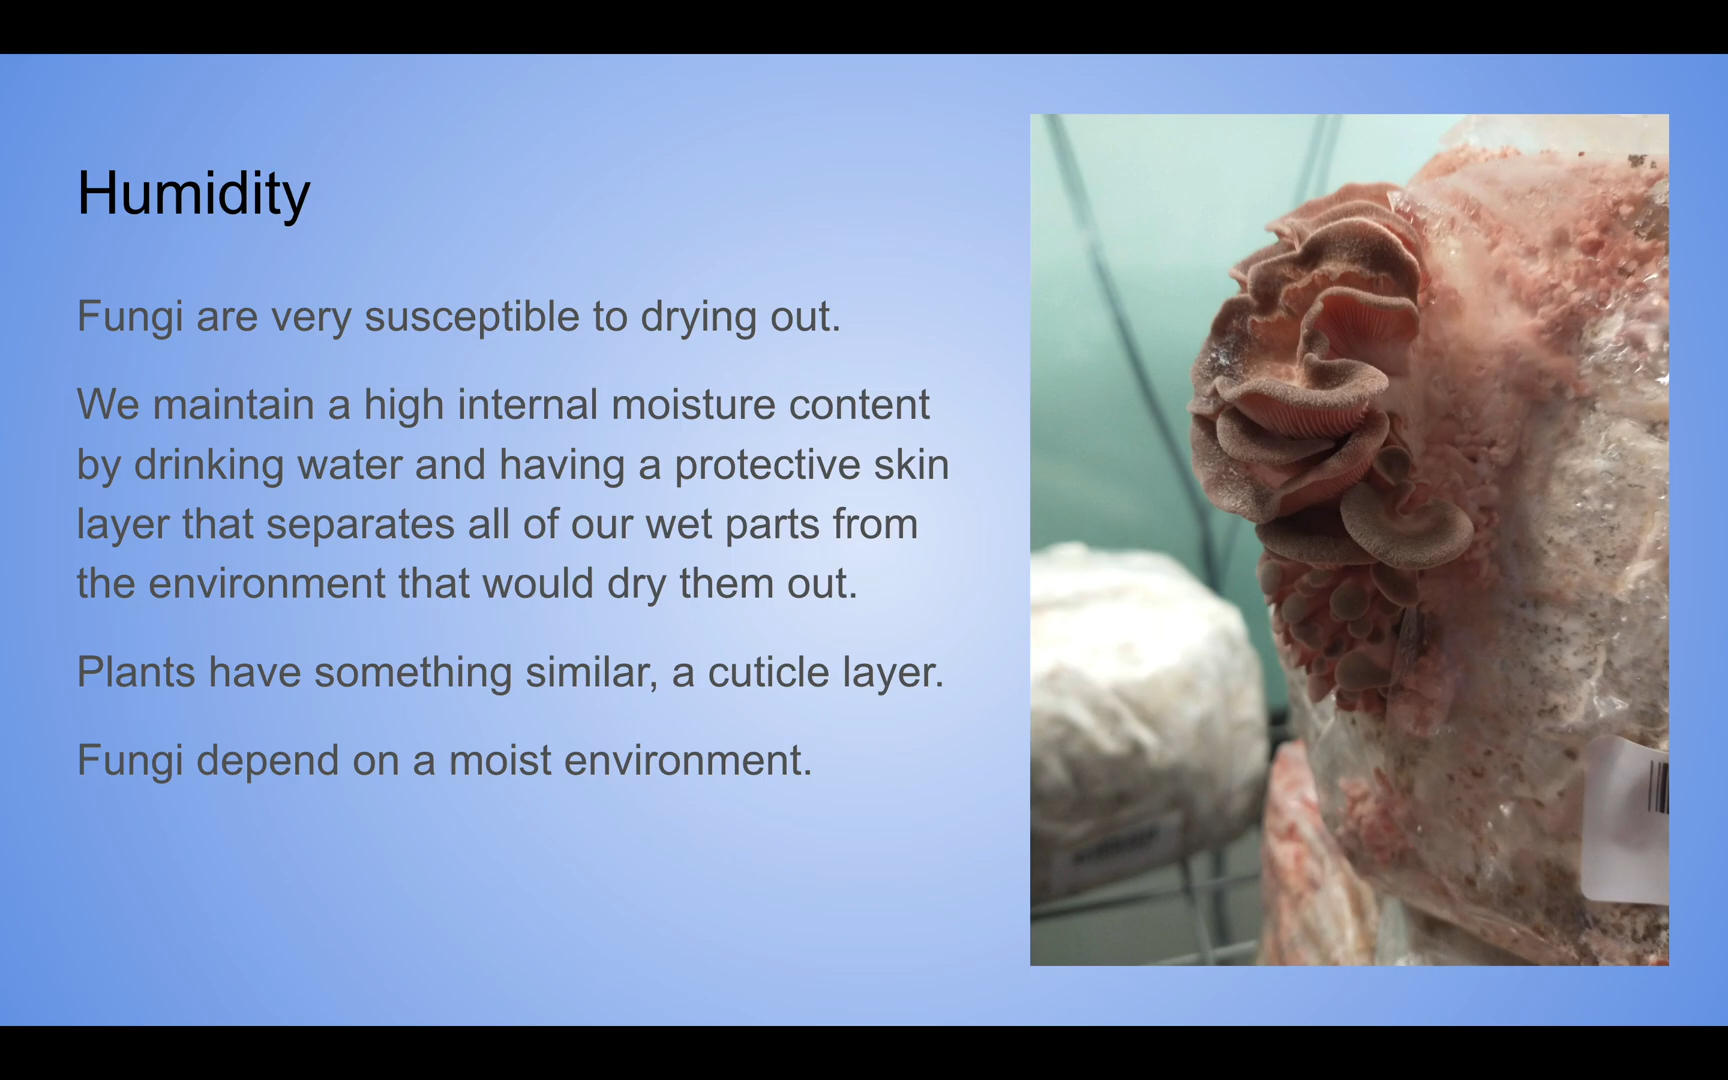 Humidity
Fungi are very susceptible to drying out.
We maintain a high internal moisture content
by drinking water and having a protective skin
layer that separates all of our wet parts from
the environment that would dry them out.
Plants have something similar, a cuticle layer.
Fungi depend on a moist environment.